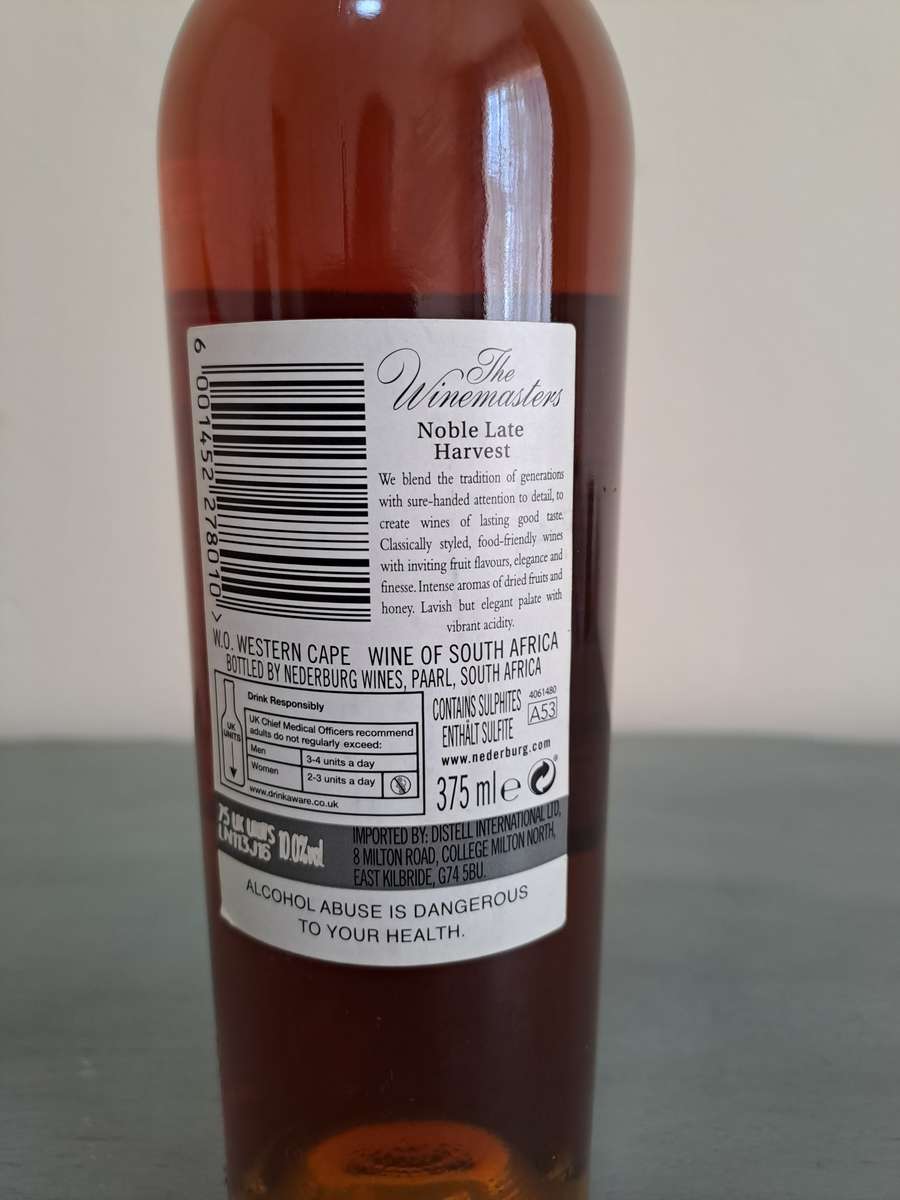 6 001452 278010 >
The
Winemasters
Noble Late
Harvest
We blend the tradition of generations
with sure-handed attention to detail, to
create wines of lasting good taste.
Classically styled, food-friendly wines
with inviting fruit flavours, elegance and
finesse. Intense aromas of dried fruits and
honey. Lavish but elegant palate with
vibrant acidity.
W.O. WESTERN CAPE WINE OF SOUTH AFRICA
BOTTLED BY NEDERBURG WINES, PAARL, SOUTH AFRICA
UK
UNITS
Drink Responsibly
UK Chief Medical Officers recommend
adults do not regularly exceed:
Men 3-4 units a day
Women 2-3 units a day
www.drinkaware.co.uk
CONTAINS SULPHITES
ENTHÄLT SULFITE
4061480
A53
www.nederburg.com
375 ml e
UK UNITS 10.0%vol
IMPORTED BY: DISTELL INTERNATIONAL LTD,
8 MILTON ROAD, COLLEGE MILTON NORTH,
EAST KILBRIDE, G74 5BU.
ALCOHOL ABUSE IS DANGEROUS
TO YOUR HEALTH.